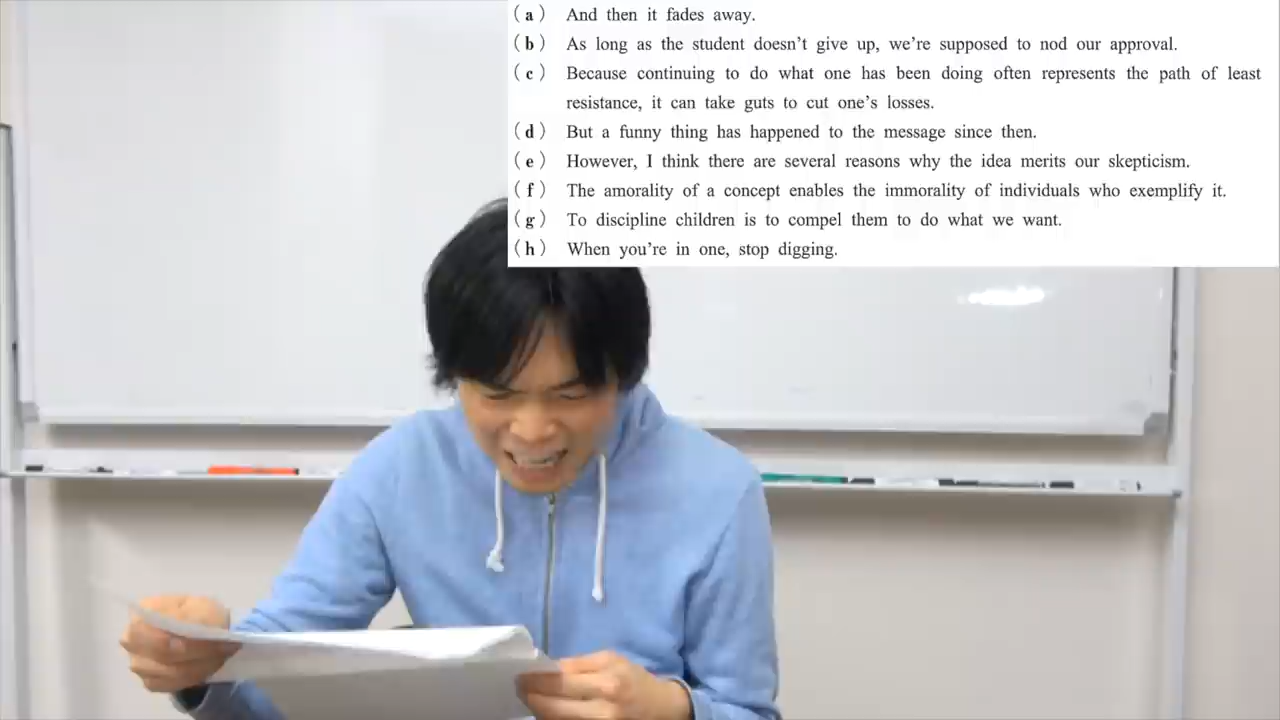 (a) And then it fades away.
(b) As long as the student doesn't give up, we're supposed to nod our approval.
(c) Because continuing to do what one has been doing often represents the path of least
resistance, it can take guts to cut one's losses.
(d) But a funny thing has happened to the message since then.
(e) However, I think there are several reasons why the idea merits our skepticism.
(f) The amorality of a concept enables the immorality of individuals who exemplify it.
(g) To discipline children is to compel them to do what we want.
(h) When you're in one, stop digging.